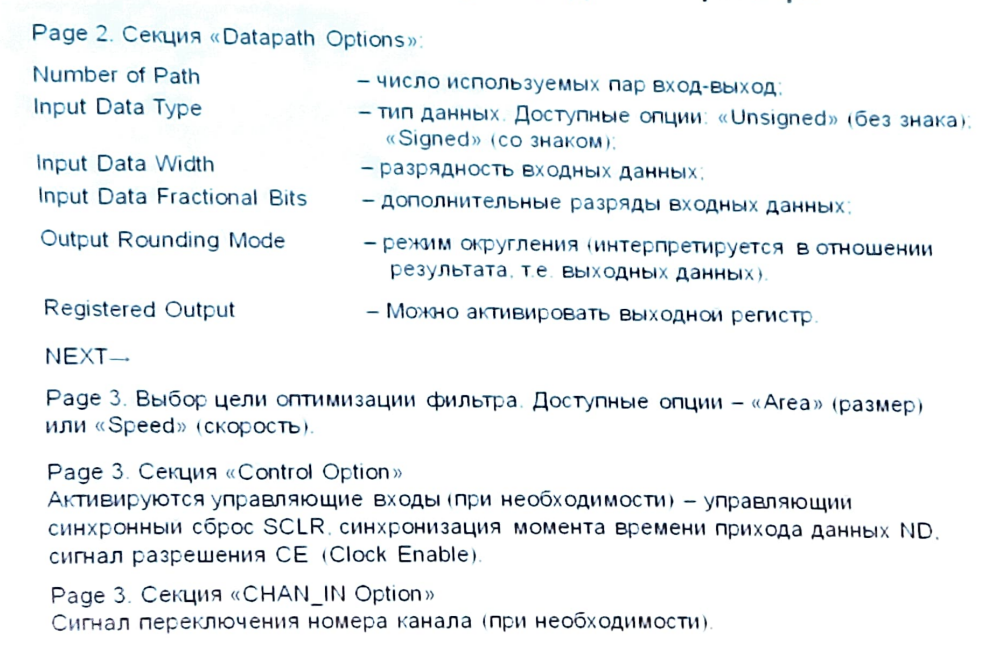 Page 2. Секция «Datapath Options»:
Number of Path – число используемых пар вход-выход;
Input Data Type – тип данных. Доступные опции: «Unsigned» (без знака);
«Signed» (со знаком);
Input Data Width – разрядность входных данных;
Input Data Fractional Bits – дополнительные разряды входных данных;
Output Rounding Mode – режим округления (интерпретируется в отношении
результата, т.е. выходных данных).
Registered Output – Можно активировать выходной регистр.
NEXT→
Page 3. Выбор цели оптимизации фильтра. Доступные опции – «Area» (размер)
или «Speed» (скорость).
Page 3. Секция «Control Option»
Активируются управляющие входы (при необходимости) – управляющий
синхронный сброс SCLR, синхронизация момента времени прихода данных ND,
сигнал разрешения CE (Clock Enable).
Page 3. Секция «CHAN_IN Option»
Сигнал переключения номера канала (при необходимости).